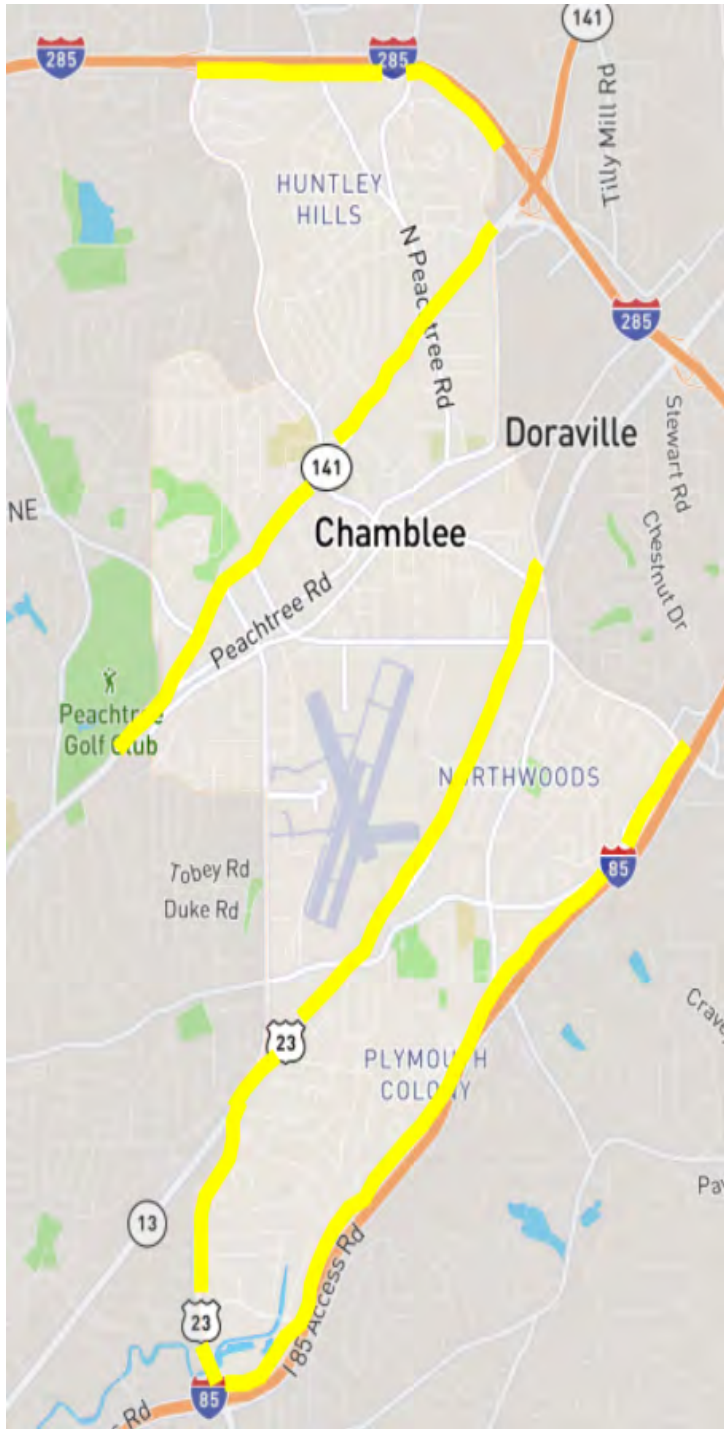 141
285
285
Tilly Mill Rd
HUNTLEY
HILLS
N Peachtree Rd
285
Stewart Rd
Doraville
141
NE
Chamblee
Chestnut Dr
Peachtree Rd
Peachtree
Golf Club
NORTHWOODS
Tobey Rd
85
Duke Rd
23
PLYMOUTH
COLONY
Pa
13
I 85 Access Rd
23
85
Rd